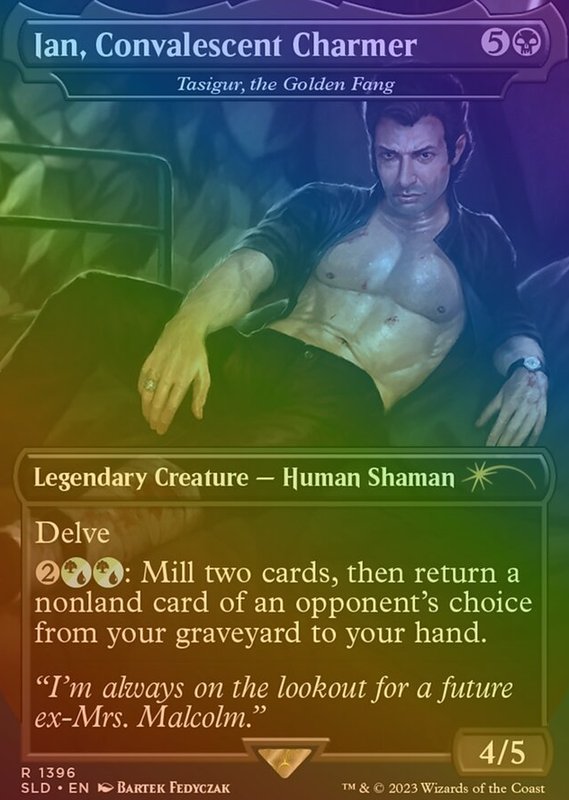 Ian, Convalescent Charmer 5
Tasigur, the Golden Fang
Legendary Creature — Human Shaman
Delve
2: Mill two cards, then return a
nonland card of an opponent's choice
from your graveyard to your hand.
"I'm always on the lookout for a future
ex-Mrs. Malcolm."
4/5
R 1396
SLD • EN Bartek Fedyczak
™ & © 2023 Wizards of the Coast